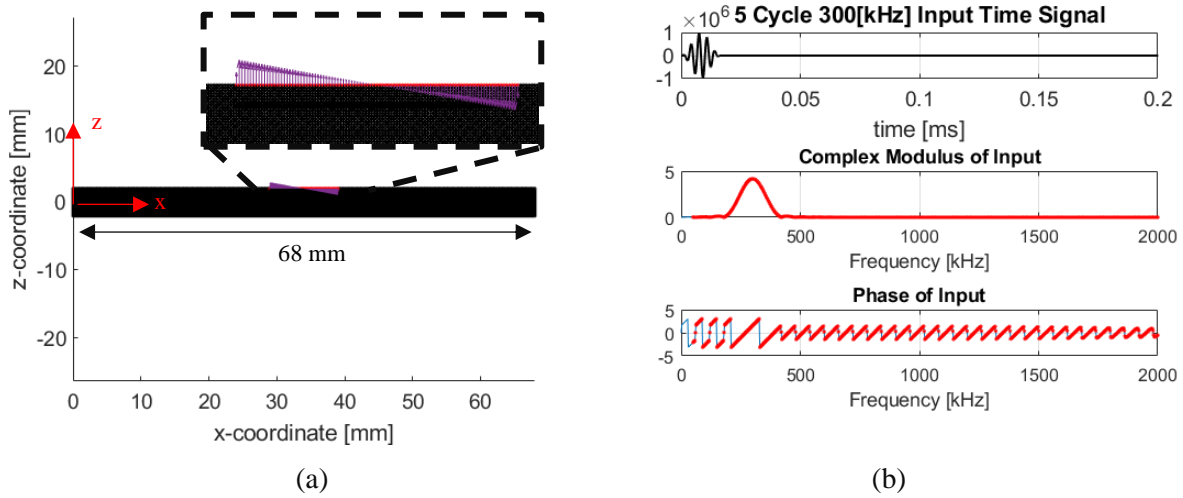 20
10
0
-10
-20
z-coordinate [mm]
z
x
68 mm
0 10 20 30 40 50 60
x-coordinate [mm]
(a)
×10^6 5 Cycle 300[kHz] Input Time Signal
1
0
-1
0 0.05 0.1 0.15 0.2
time [ms]
Complex Modulus of Input
5
0
0 500 1000 1500 2000
Frequency [kHz]
Phase of Input
5
0
-5
0 500 1000 1500 2000
Frequency [kHz]
(b)